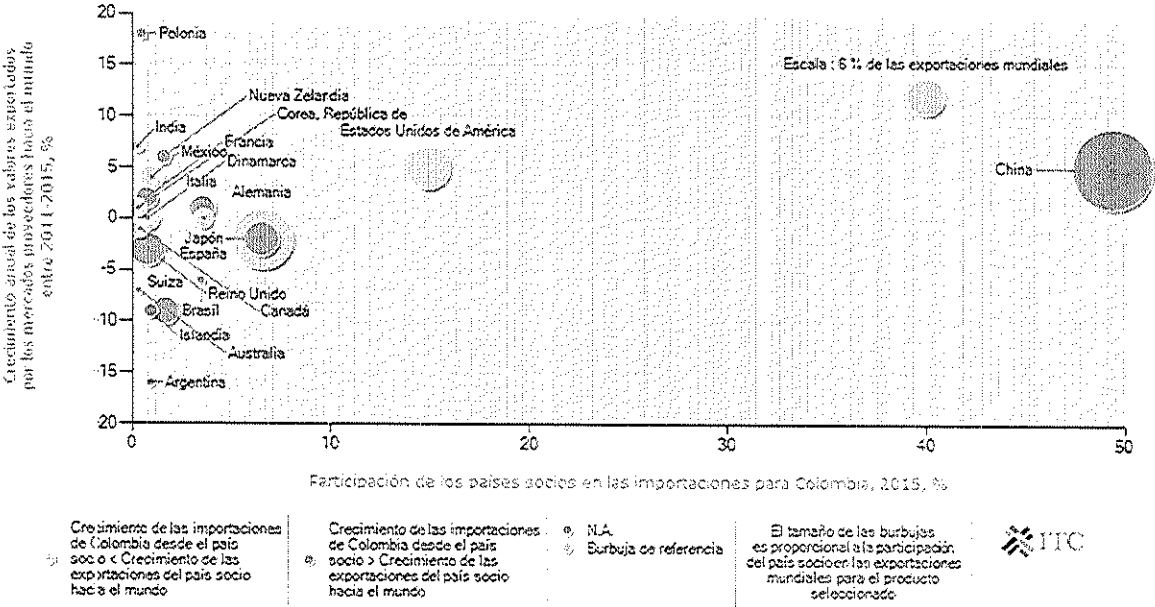 Crecimiento anual de los valores exportados
por los mercados proveedores hacia el mundo
entre 2011-2015, %
20
15
10
5
0
-5
-10
15
-20
Polonia
Escala : 6 % de las exportaciones mundiales
Nueva Zelandia
Corea, República de
Estados Unidos de América
India
Francia
México
Dinamarca
China
Italia
Alemania
Japón
España
Suiza
Reino Unido
Brasil
Canadá
Islandia
Australia
Argentina
0
10
20
30
40
50
Participación de los países socios en las importaciones para Colombia, 2015, %
Crecimiento de las importaciones
de Colombia desde el país
socio < Crecimiento de las
exportaciones del país socio
hacia el mundo
Crecimiento de las importaciones
de Colombia desde el país
socio > Crecimiento de las
exportaciones del país socio
hacia el mundo
N.A.
Burbuja de referencia
El tamaño de las burbujas
es proporcional a la participación
del país socio en las exportaciones
mundiales para el producto
seleccionado
ITC